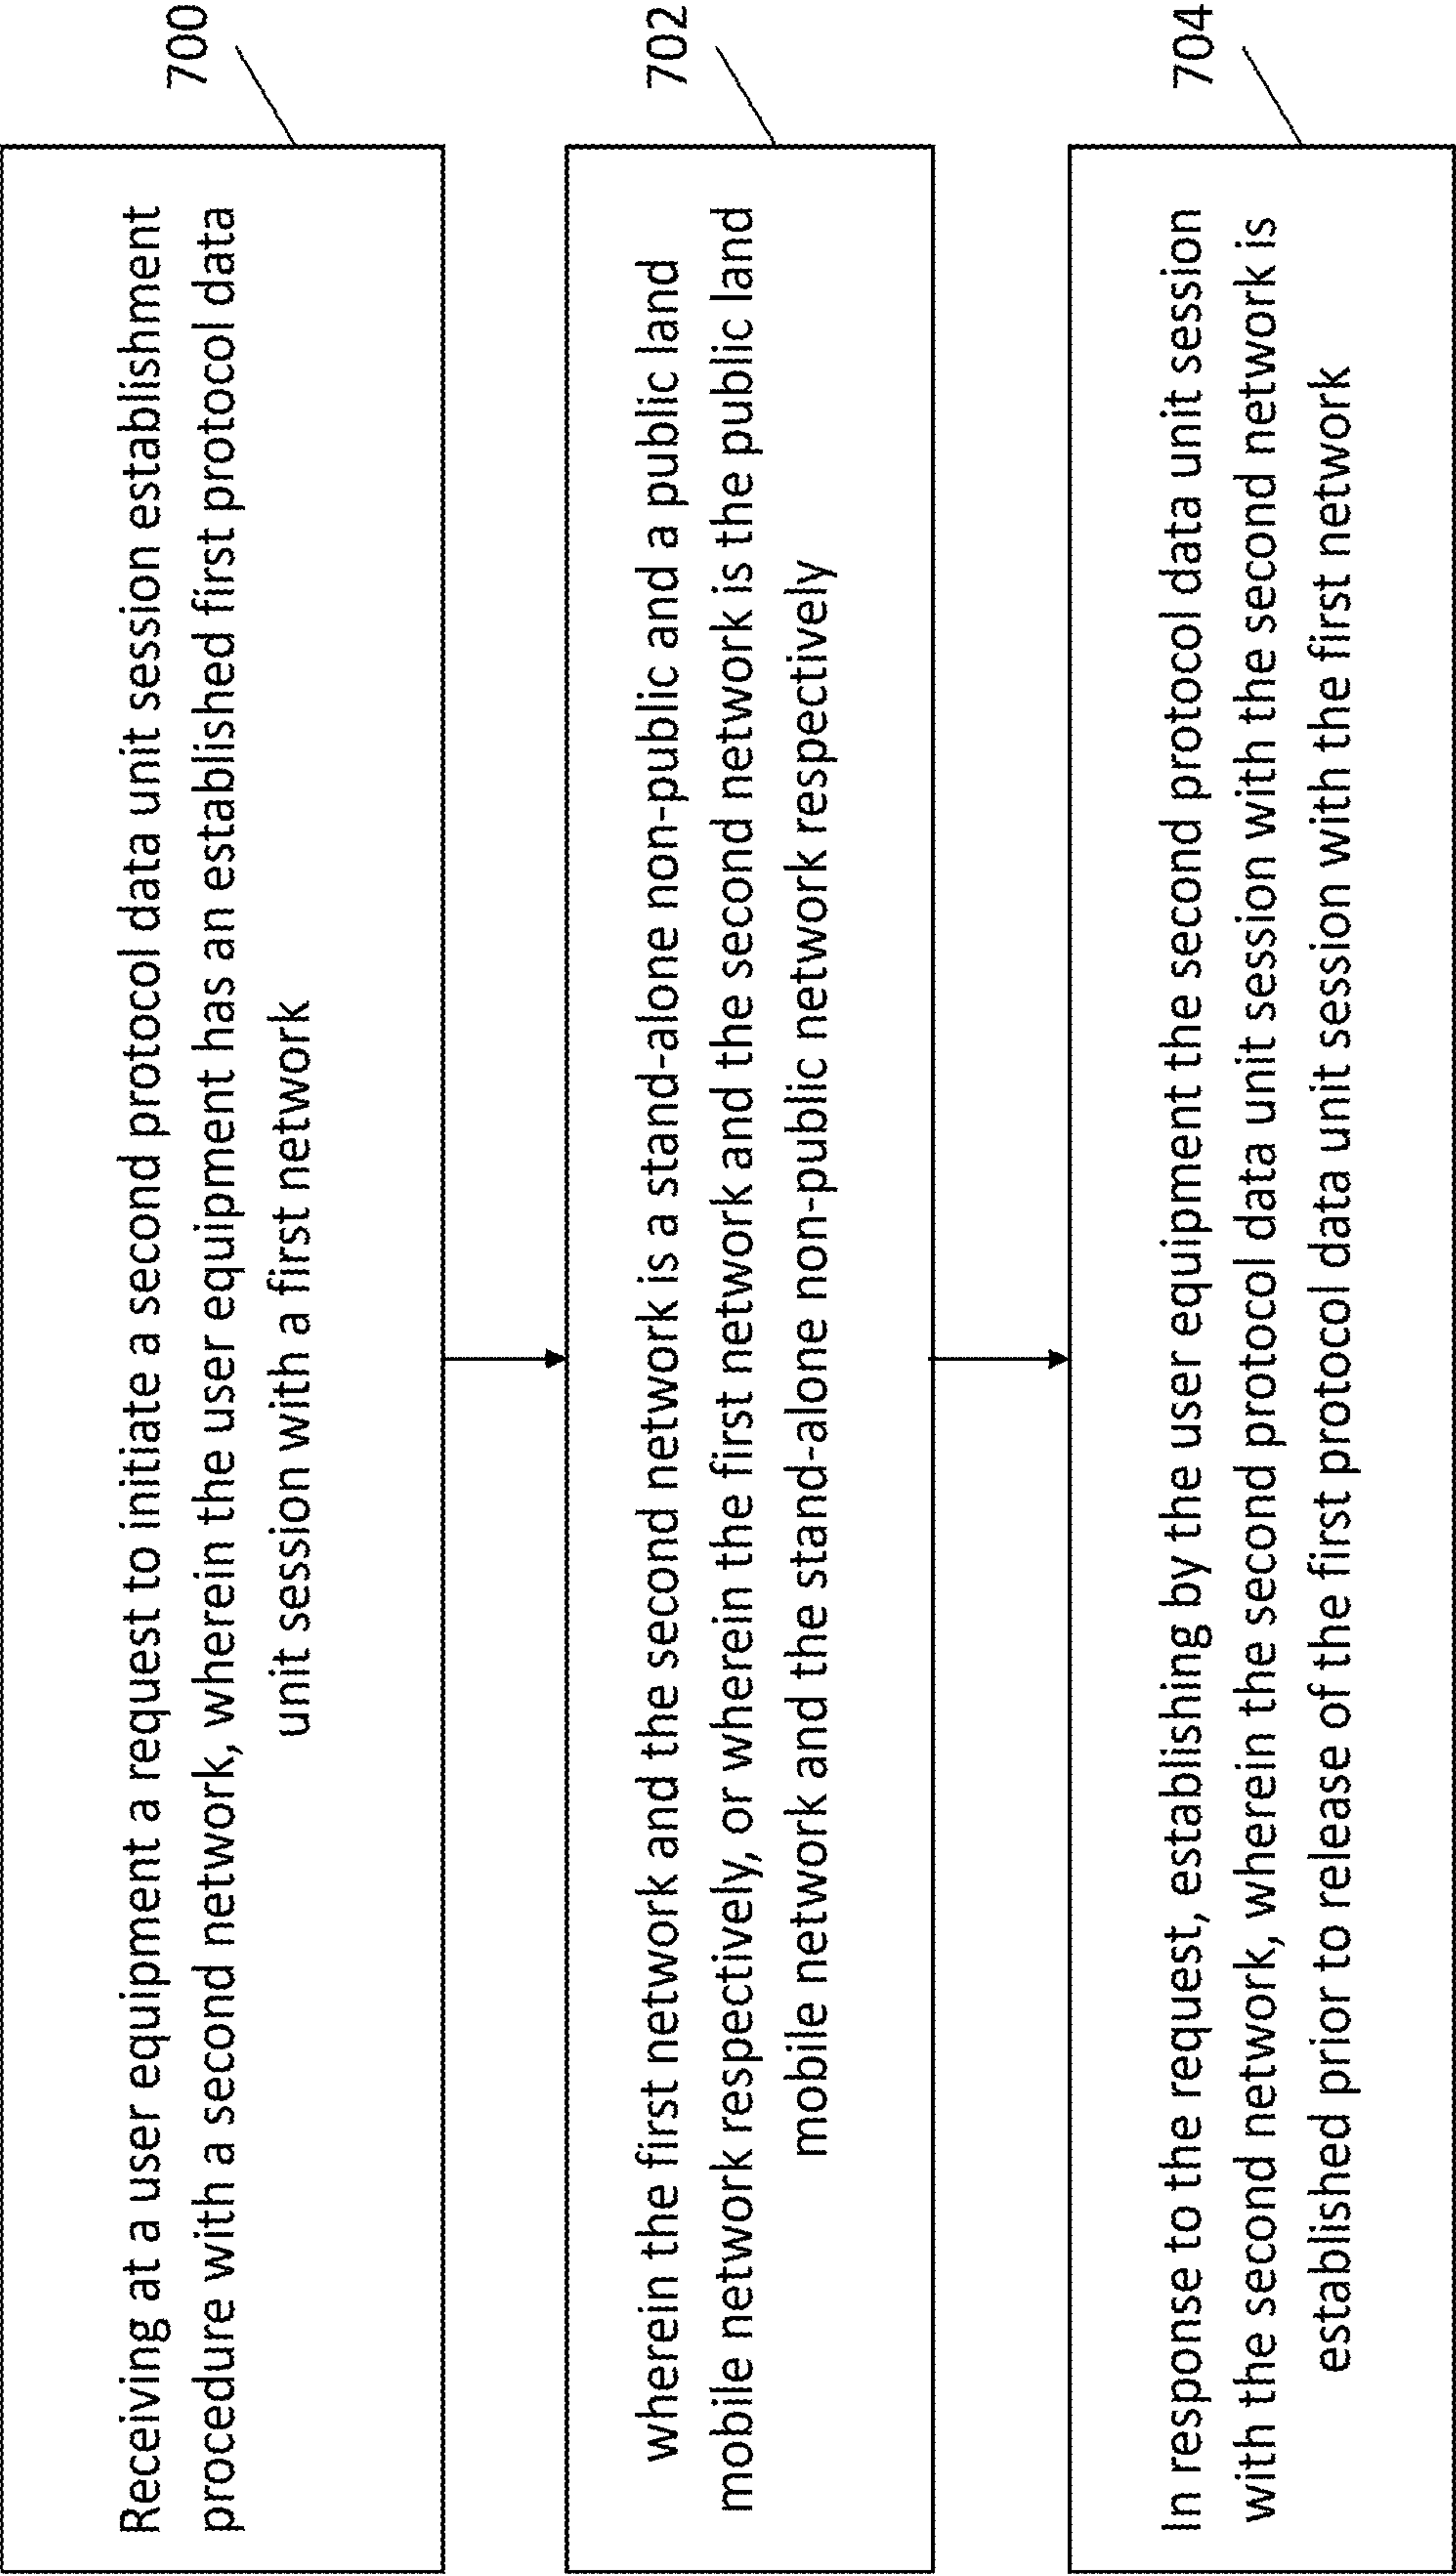 Receiving at a user equipment a request to initiate a second protocol data unit session establishment
procedure with a second network, wherein the user equipment has an established first protocol data
unit session with a first network
700
wherein the first network and the second network is a stand-alone non-public and a public land
mobile network respectively, or wherein the first network and the second network is the public land
mobile network and the stand-alone non-public network respectively
702
In response to the request, establishing by the user equipment the second protocol data unit session
with the second network, wherein the second protocol data unit session with the second network is
established prior to release of the first protocol data unit session with the first network
704